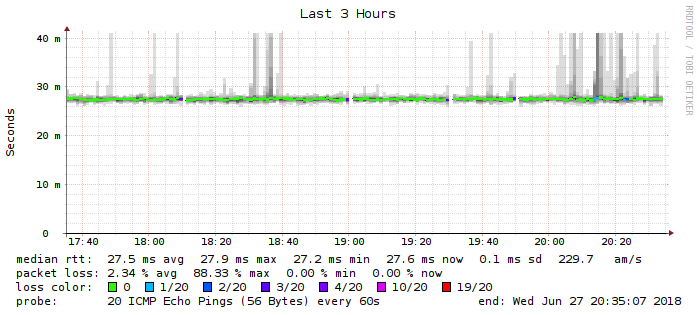 Last 3 Hours
RRDTOOL / TOBI OETIKER
Seconds
40 m
30 m
20 m
10 m
0
17:40 18:00 18:20 18:40 19:00 19:20 19:40 20:00 20:20
median rtt: 27.5 ms avg 27.9 ms max 27.2 ms min 27.6 ms now 0.1 ms sd 229.7 am/s
packet loss: 2.34 % avg 88.33 % max 0.00 % min 0.00 % now
loss color: 0 1/20 2/20 3/20 4/20 10/20 19/20
probe: 20 ICMP Echo Pings (56 Bytes) every 60s end: Wed Jun 27 20:35:07 2018